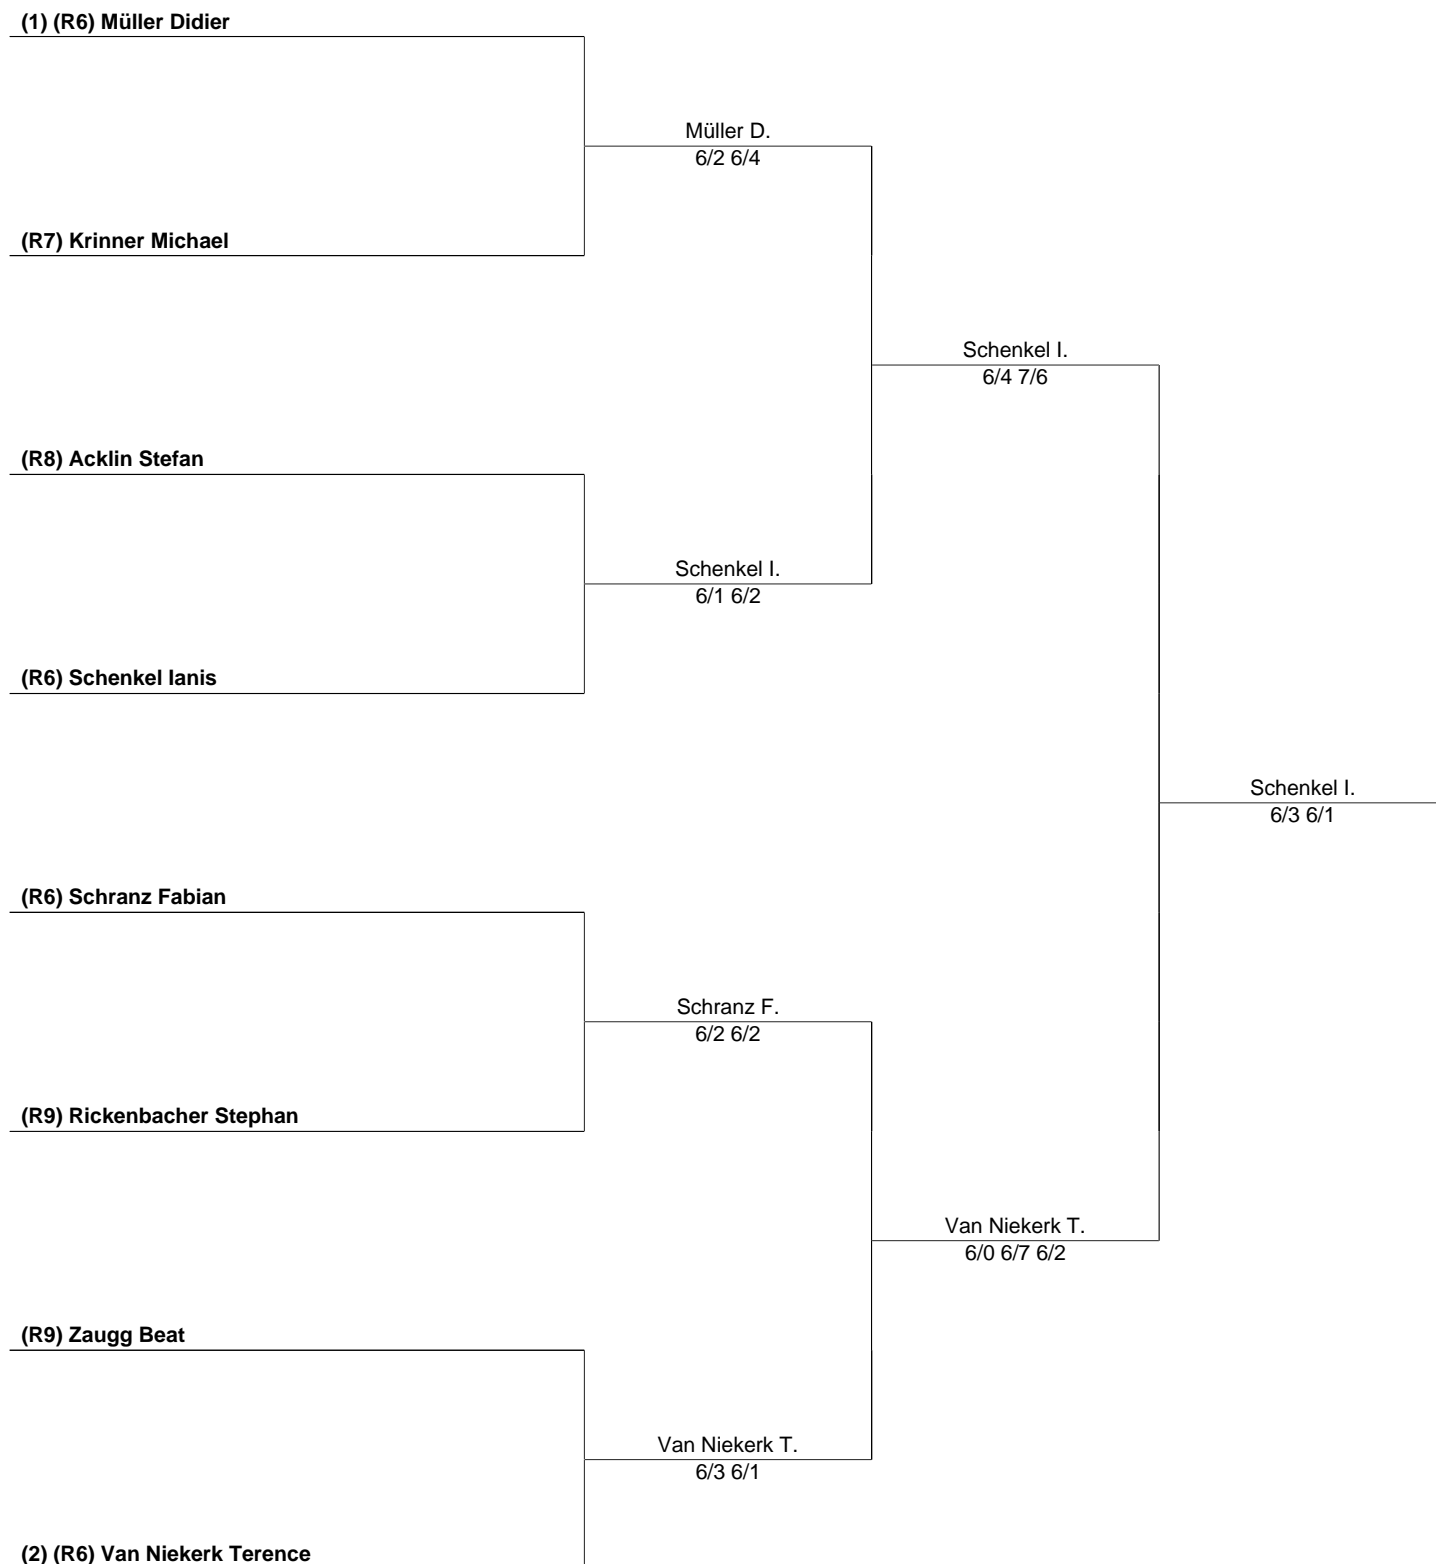 (1) (R6) Müller Didier
Müller D.
6/2 6/4
(R7) Krinner Michael
Schenkel I.
6/4 7/6
(R8) Acklin Stefan
Schenkel I.
6/1 6/2
(R6) Schenkel Ianis
Schenkel I.
6/3 6/1
(R6) Schranz Fabian
Schranz F.
6/2 6/2
(R9) Rickenbacher Stephan
Van Niekerk T.
6/0 6/7 6/2
(R9) Zaugg Beat
Van Niekerk T.
6/3 6/1
(2) (R6) Van Niekerk Terence